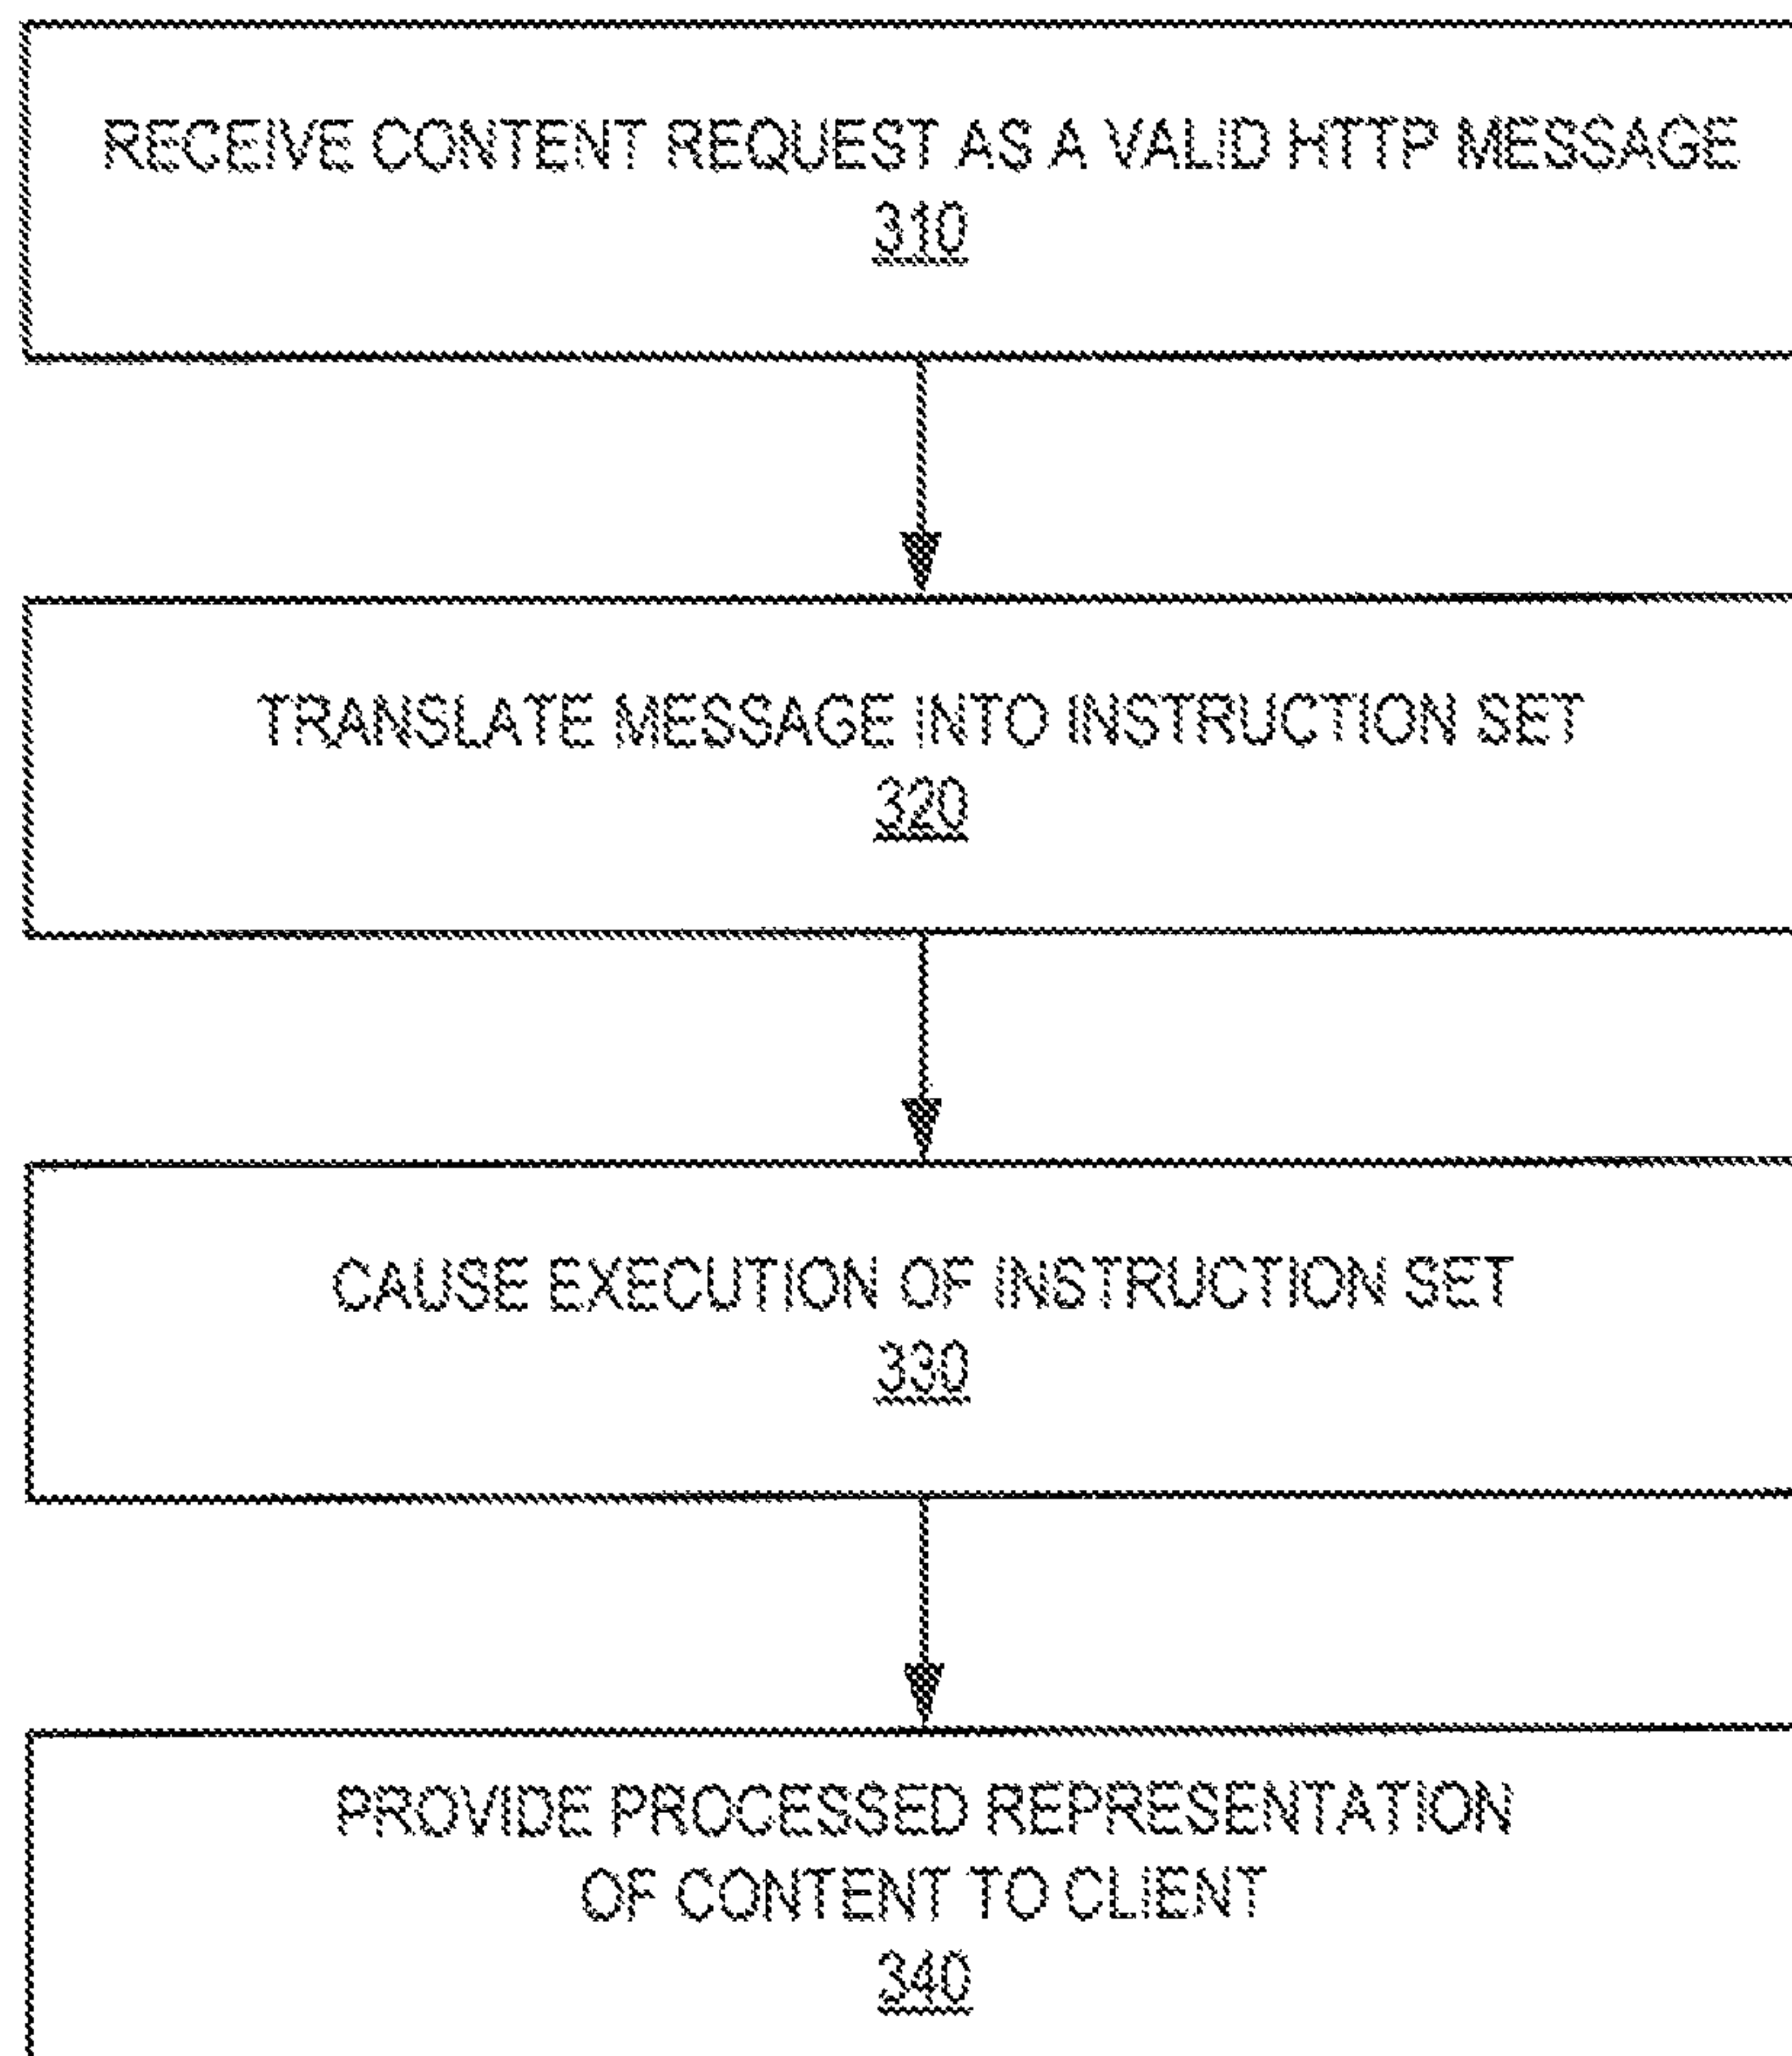 RECEIVE CONTENT REQUEST AS A VALID HTTP MESSAGE
310
TRANSLATE MESSAGE INTO INSTRUCTION SET
320
CAUSE EXECUTION OF INSTRUCTION SET
330
PROVIDE PROCESSED REPRESENTATION
OF CONTENT TO CLIENT
340